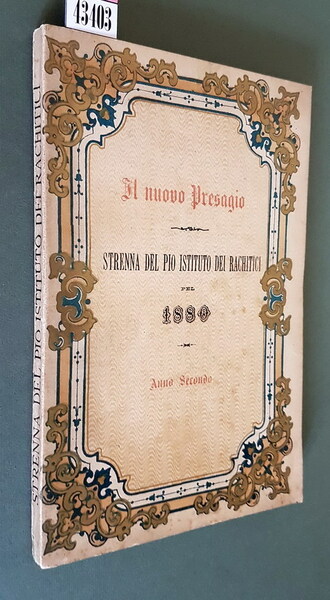 43403
Il nuovo Presagio
STRENNA DEL PIO ISTITUTO DEI RACHITICI
PEL
1880
Anno Secondo
STRENNA DEL PIO ISTITUTO DEI RACHITICI